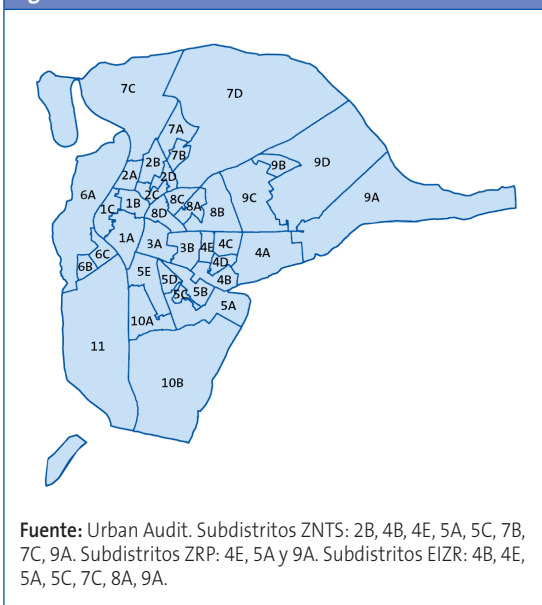 7C
7D
7A
7B
2B
2A
2D
9B
9D
6A
2C
8C
9C
9A
1C
1B
8D
8A
8B
1A
3A
3B
4E
4C
4A
6C
6B
5E
4D
5D
4B
5C
5B
5A
10A
11
10B
Fuente: Urban Audit. Subdistritos ZNTS: 2B, 4B, 4E, 5A, 5C, 7B,
7C, 9A. Subdistritos ZRP: 4E, 5A y 9A. Subdistritos EIZR: 4B, 4E,
5A, 5C, 7C, 8A, 9A.